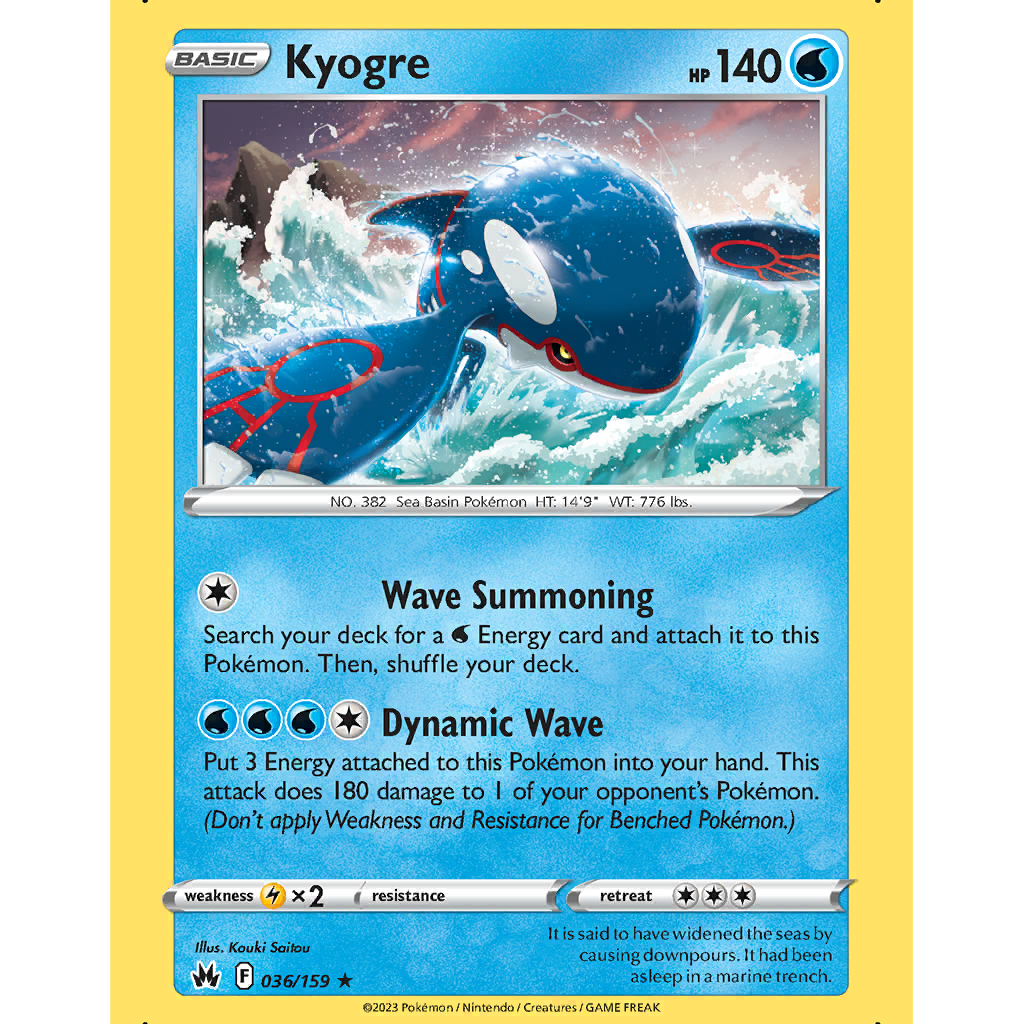 BASIC Kyogre HP 140
NO. 382 Sea Basin Pokémon HT: 14'9" WT: 776 lbs.
Wave Summoning
Search your deck for a Energy card and attach it to this
Pokémon. Then, shuffle your deck.
Dynamic Wave
Put 3 Energy attached to this Pokémon into your hand. This
attack does 180 damage to 1 of your opponent's Pokémon.
(Don't apply Weakness and Resistance for Benched Pokémon.)
weakness ×2 resistance retreat
Illus. Kouki Saitou
F 036/159 ★
It is said to have widened the seas by
causing downpours. It had been
asleep in a marine trench.
©2023 Pokémon / Nintendo / Creatures / GAME FREAK